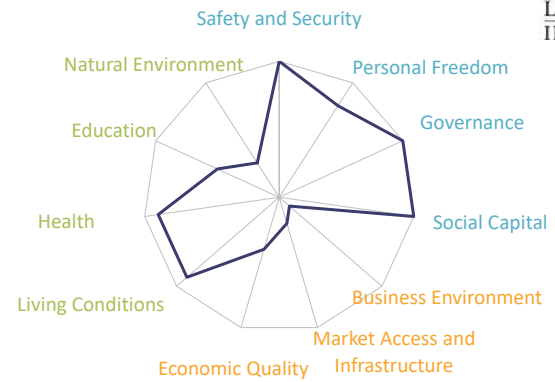 Safety and Security
Natural Environment
Personal Freedom
Education
Governance
Health
Social Capital
Living Conditions
Business Environment
Market Access and
Infrastructure
Economic Quality